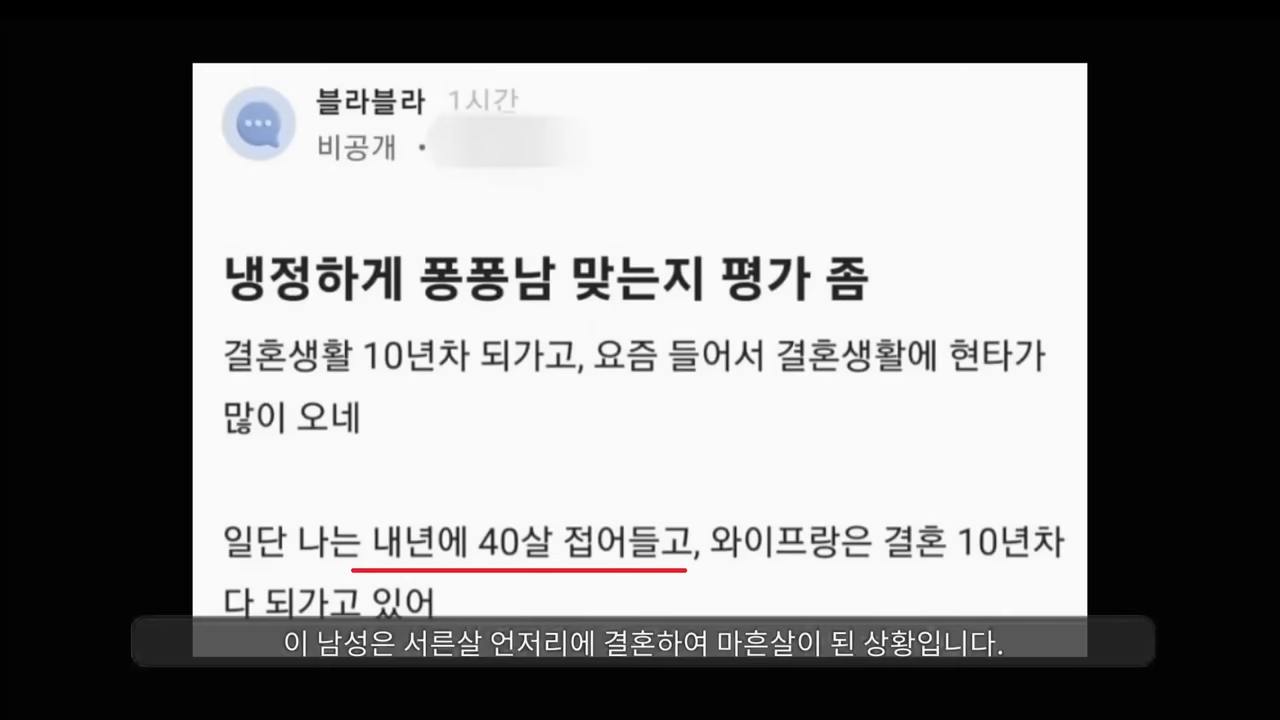 블라블라 1시간
비공개 •
냉정하게 퐁퐁남 맞는지 평가 좀
결혼생활 10년차 되가고, 요즘 들어서 결혼생활에 현타가
많이 오네
일단 나는 내년에 40살 접어들고, 와이프랑은 결혼 10년차
다 되가고 있어
이 남성은 서른살 언저리에 결혼하여 마흔살이 된 상황입니다.